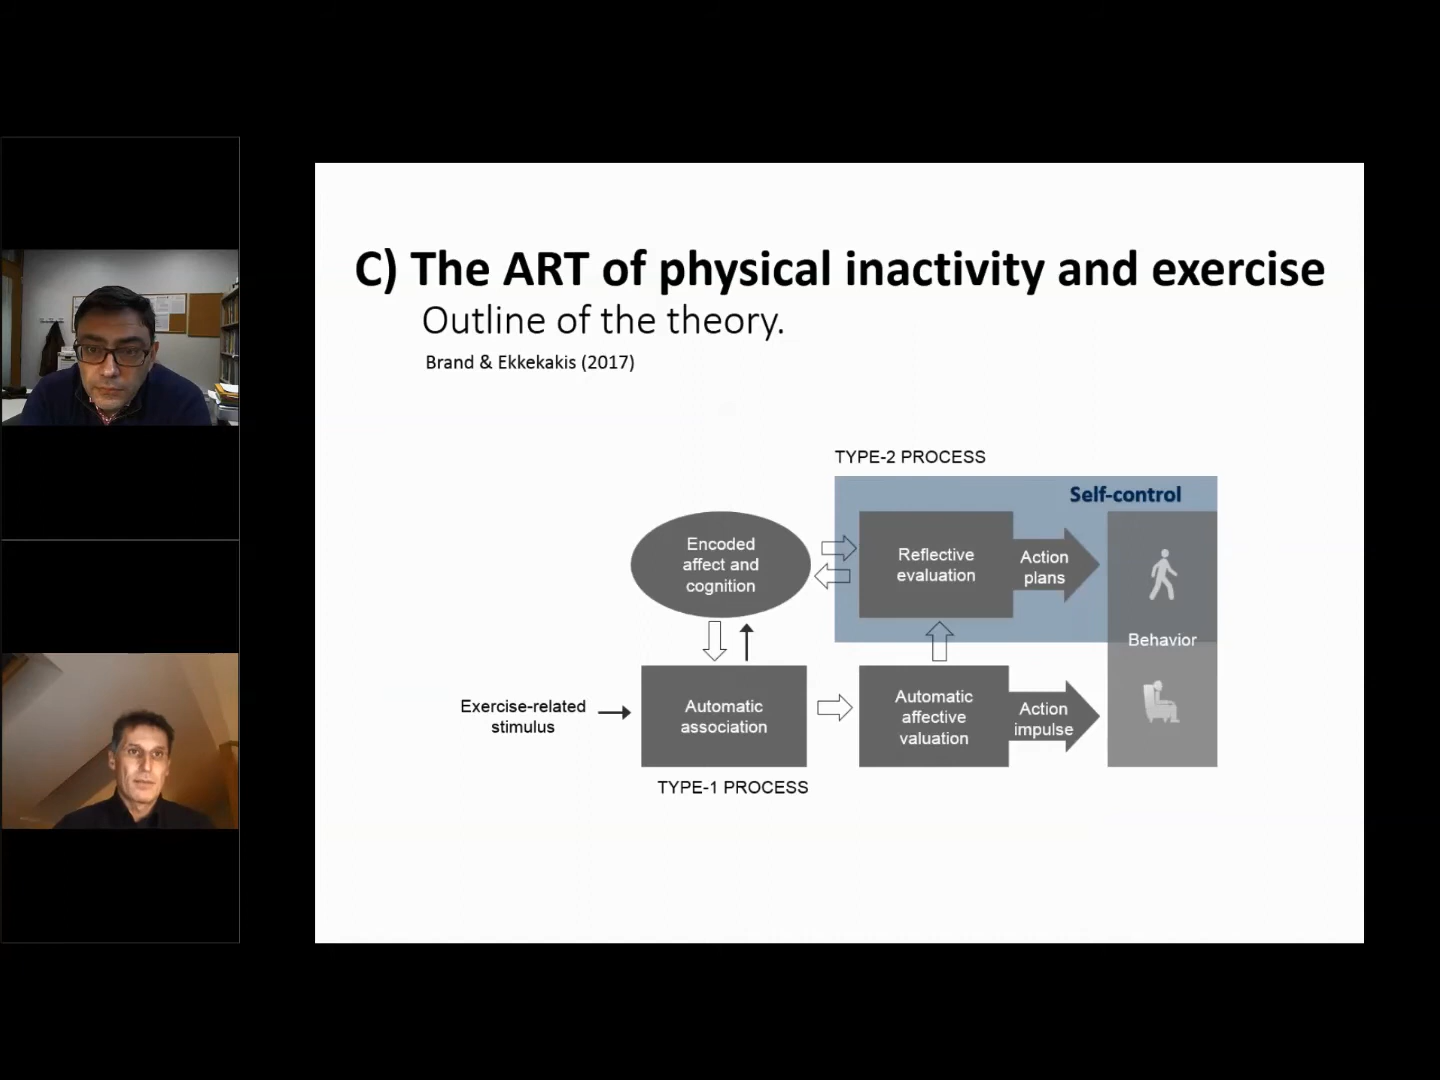 C) The ART of physical inactivity and exercise
Outline of the theory.
Brand & Ekkekakis (2017)
TYPE-2 PROCESS
Self-control
Encoded
affect and
cognition
Reflective
evaluation
Action
plans
Behavior
Exercise-related
stimulus
Automatic
association
Automatic
affective
valuation
Action
impulse
TYPE-1 PROCESS